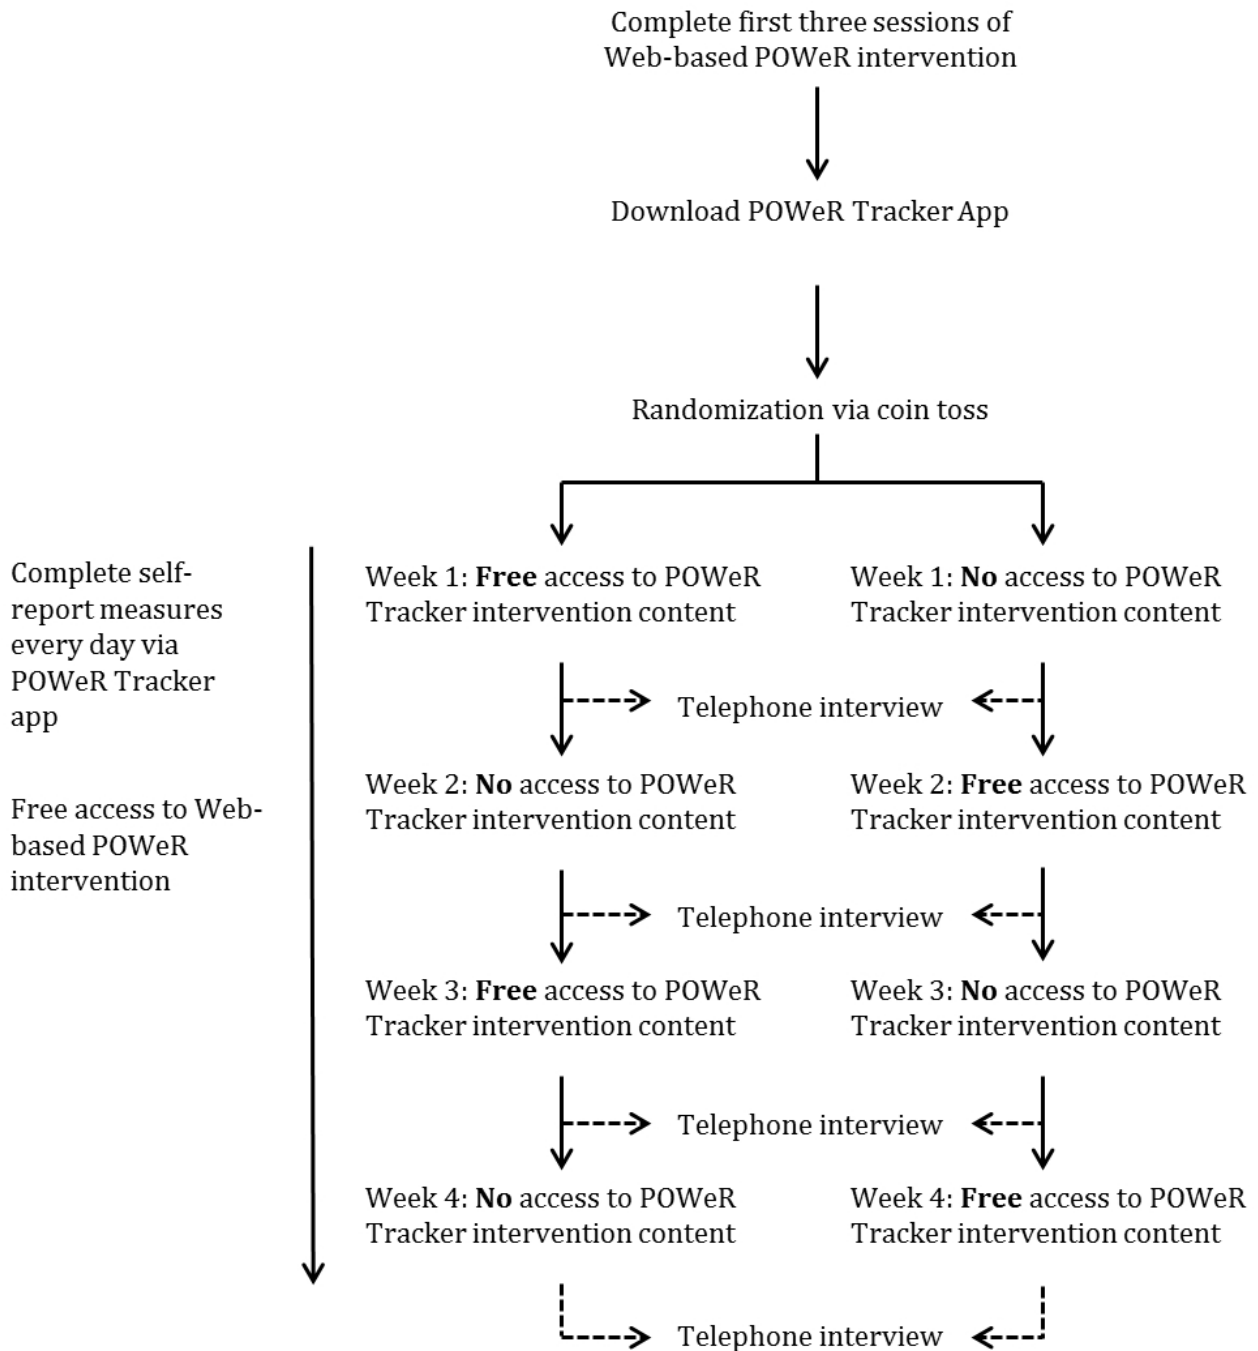 Complete first three sessions of
Web-based POWeR intervention
Download POWeR Tracker App
Randomization via coin toss
Complete self-
report measures
every day via
POWeR Tracker
app
Free access to Web-
based POWeR
intervention
Week 1: Free access to POWeR
Tracker intervention content
Week 1: No access to POWeR
Tracker intervention content
Telephone interview
Week 2: No access to POWeR
Tracker intervention content
Week 2: Free access to POWeR
Tracker intervention content
Telephone interview
Week 3: Free access to POWeR
Tracker intervention content
Week 3: No access to POWeR
Tracker intervention content
Telephone interview
Week 4: No access to POWeR
Tracker intervention content
Week 4: Free access to POWeR
Tracker intervention content
Telephone interview